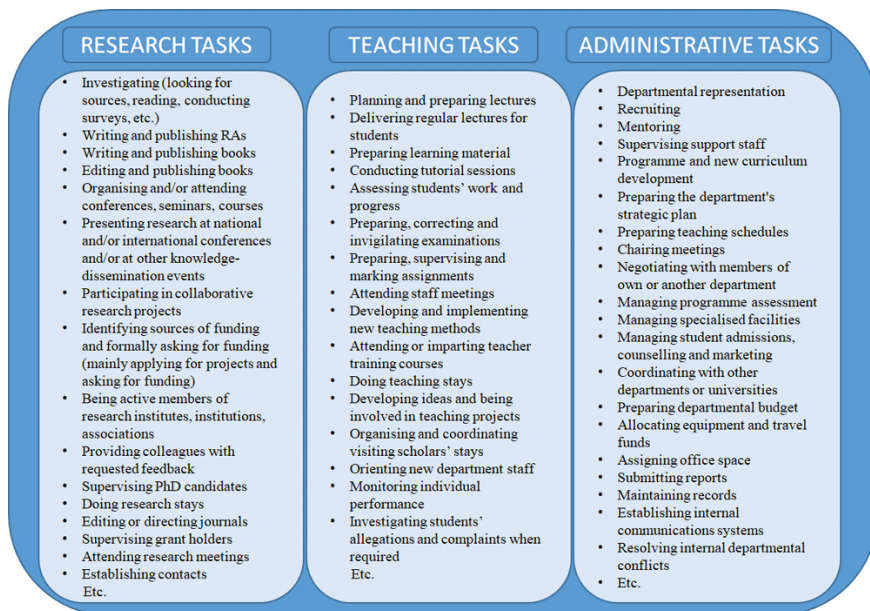 RESEARCH TASKS
• Investigating (looking for
sources, reading, conducting
surveys, etc.)
• Writing and publishing RAs
• Writing and publishing books
• Editing and publishing books
• Organising and/or attending
conferences, seminars, courses
• Presenting research at national
and/or international conferences
and/or at other knowledge-
dissemination events
• Participating in collaborative
research projects
• Identifying sources of funding
and formally asking for funding
(mainly applying for projects and
asking for funding)
• Being active members of
research institutes, institutions,
associations
• Providing colleagues with
requested feedback
• Supervising PhD candidates
• Doing research stays
• Editing or directing journals
• Supervising grant holders
• Attending research meetings
• Establishing contacts
Etc.
TEACHING TASKS
• Planning and preparing lectures
• Delivering regular lectures for
students
• Preparing learning material
• Conducting tutorial sessions
• Assessing students' work and
progress
• Preparing, correcting and
invigilating examinations
• Preparing, supervising and
marking assignments
• Attending staff meetings
• Developing and implementing
new teaching methods
• Attending or imparting teacher
training courses
• Doing teaching stays
• Developing ideas and being
involved in teaching projects
• Organising and coordinating
visiting scholars' stays
• Orienting new department staff
• Monitoring individual
performance
• Investigating students'
allegations and complaints when
required
Etc.
ADMINISTRATIVE TASKS
• Departmental representation
• Recruiting
• Mentoring
• Supervising support staff
• Programme and new curriculum
development
• Preparing the department's
strategic plan
• Preparing teaching schedules
• Chairing meetings
• Negotiating with members of
own or another department
• Managing programme assessment
• Managing specialised facilities
• Managing student admissions,
counselling and marketing
• Coordinating with other
departments or universities
• Preparing departmental budget
• Allocating equipment and travel
funds
• Assigning office space
• Submitting reports
• Maintaining records
• Establishing internal
communications systems
• Resolving internal departmental
conflicts
• Etc.